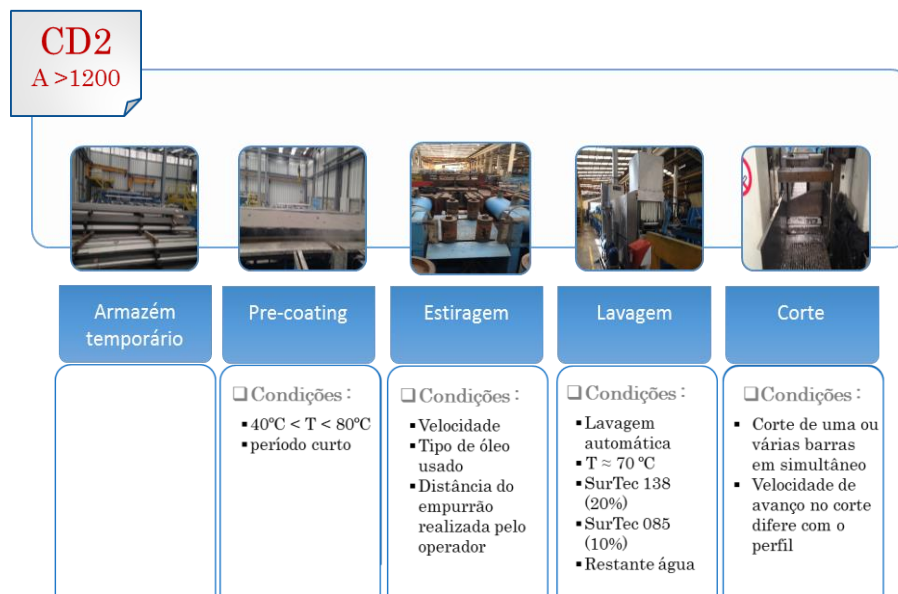 CD2
A >1200
Armazém
temporário
Pre-coating
Estiragem
Lavagem
Corte
❑Condições :
▪ 40ºC < T < 80ºC
▪ período curto
❑Condições :
▪ Velocidade
▪ Tipo de óleo
usado
▪ Distância do
empurrão
realizada pelo
operador
❑Condições :
▪ Lavagem
automática
▪ T ≈ 70 ºC
▪ SurTec 138
(20%)
▪ SurTec 085
(10%)
▪ Restante água
❑Condições :
▪ Corte de uma ou
várias barras
em simultâneo
▪ Velocidade de
avanço no corte
difere com o
perfil